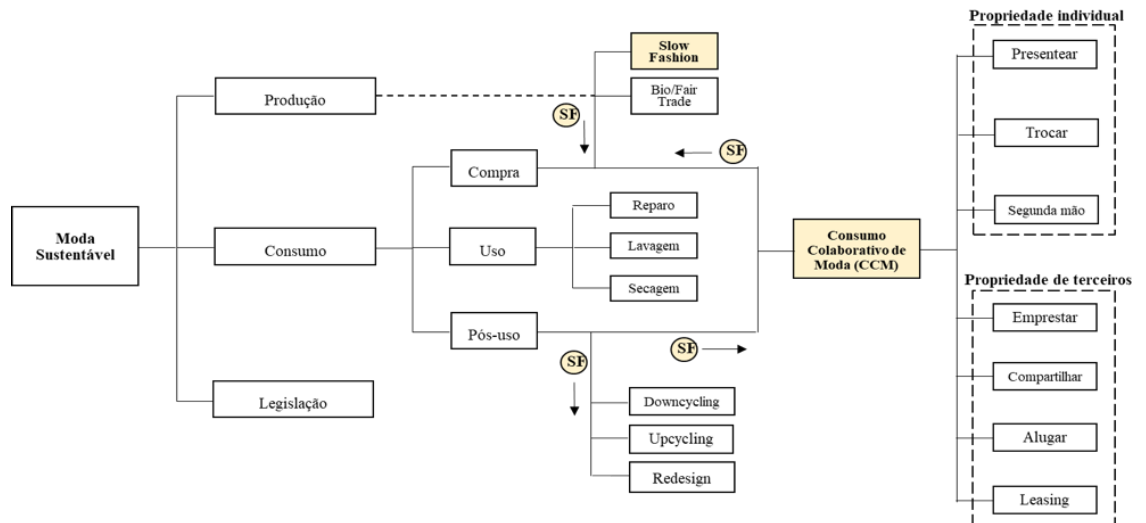 Propriedade individual
Slow
Fashion
Presentear
Produção
Bio/Fair
Trade
SF
Trocar
SF
Compra
Reparo
Segunda mão
Moda
Sustentável
Consumo
Uso
Lavagem
Consumo
Colaborativo de
Moda (CCM)
Secagem
Propriedade de terceiros
Pós-uso
Emprestar
SF
SF
Compartilhar
Legislação
Downcycling
Upcycling
Alugar
Redesign
Leasing